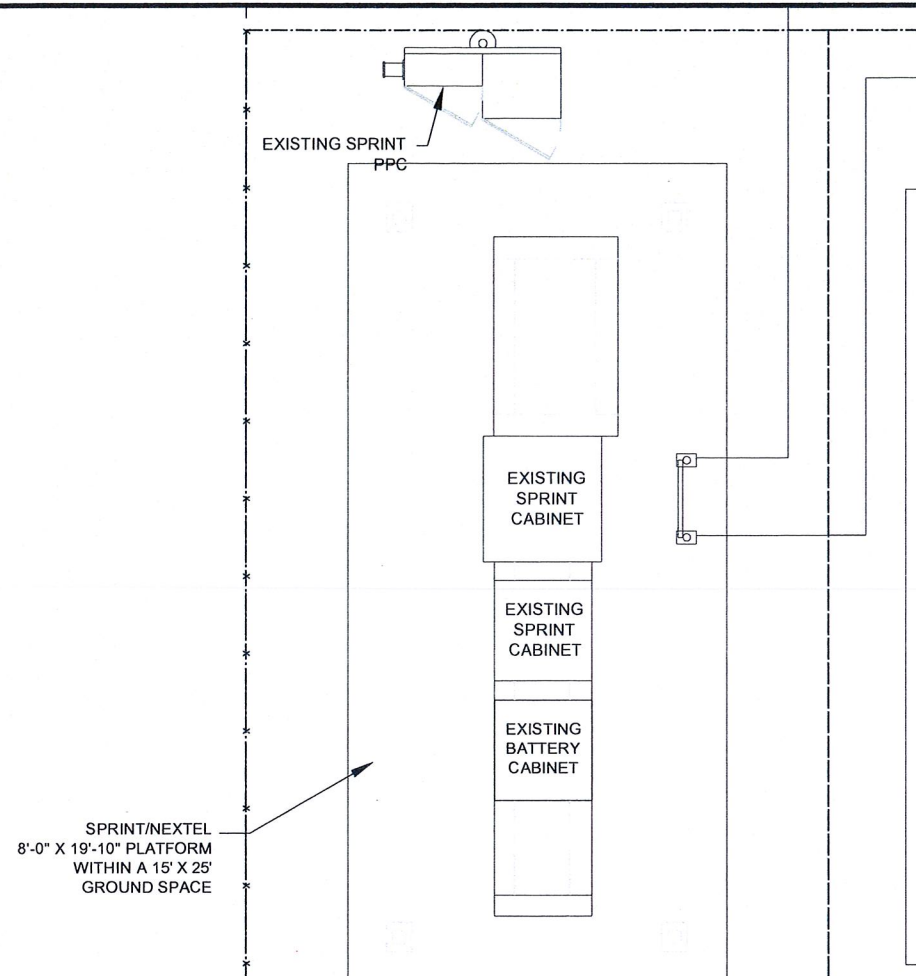 EXISTING SPRINT
PPC
EXISTING
SPRINT
CABINET
EXISTING
SPRINT
CABINET
EXISTING
BATTERY
CABINET
SPRINT/NEXTEL
8'-0" X 19'-10" PLATFORM
WITHIN A 15' X 25'
GROUND SPACE